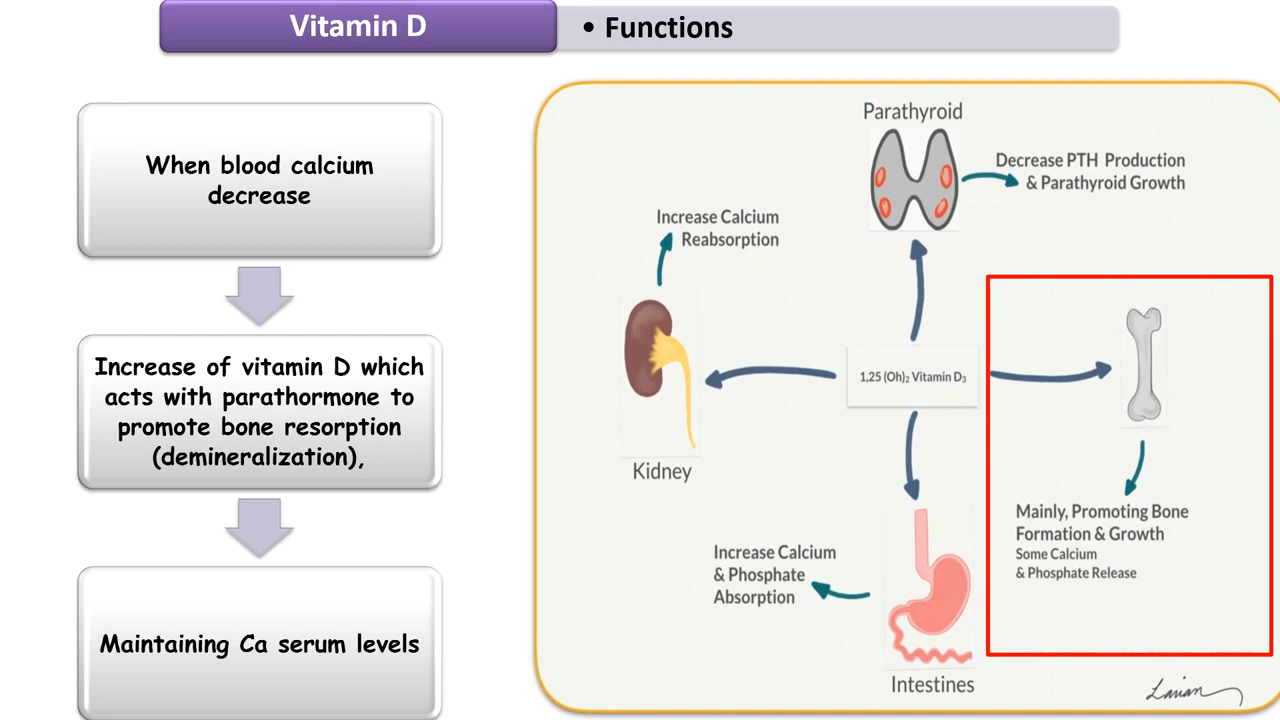 Vitamin D
• Functions
When blood calcium
decrease
Increase of vitamin D which
acts with parathormone to
promote bone resorption
(demineralization),
Maintaining Ca serum levels
Parathyroid
Decrease PTH Production
& Parathyroid Growth
Increase Calcium
Reabsorption
Kidney
1,25 (Oh)₂ Vitamin D₃
Mainly, Promoting Bone
Formation & Growth
Some Calcium
& Phosphate Release
Increase Calcium
& Phosphate
Absorption
Intestines
Larian